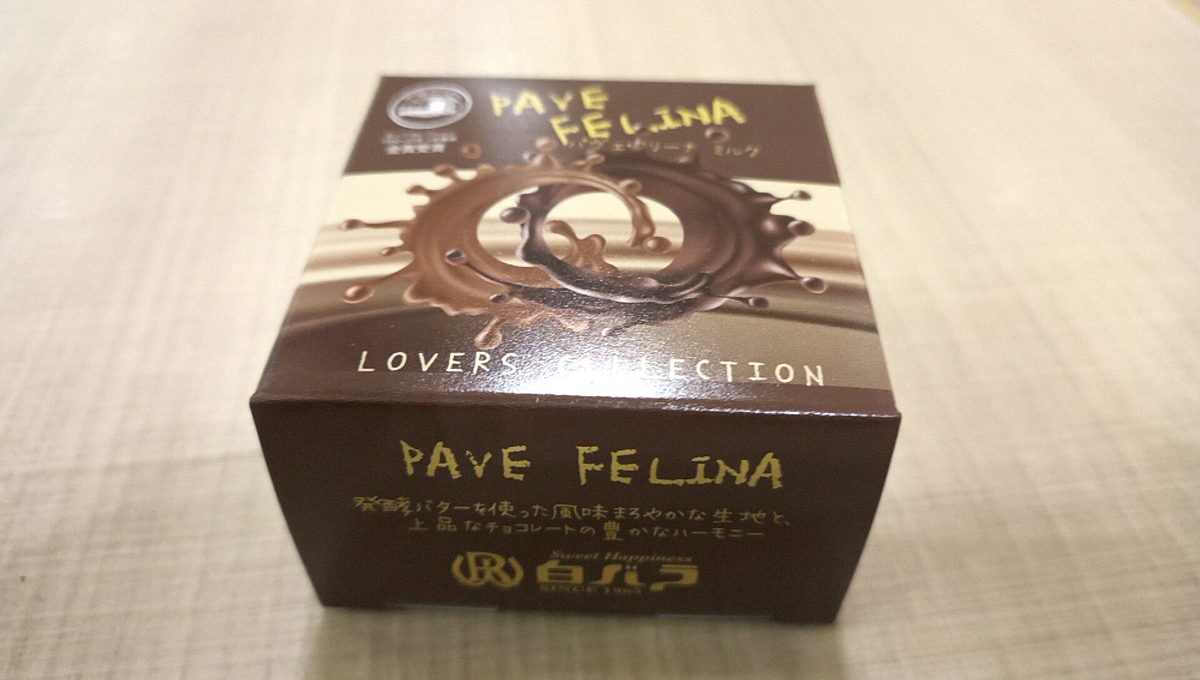 PAVE
FELINA
パヴェフェリーナ ミルク
LOVERS COLLECTION
PAVE FELINA
発酵バターを使った風味まろやかな生地と、
上品なチョコレートの豊かなハーモニー
Sweet Happiness
白バラ